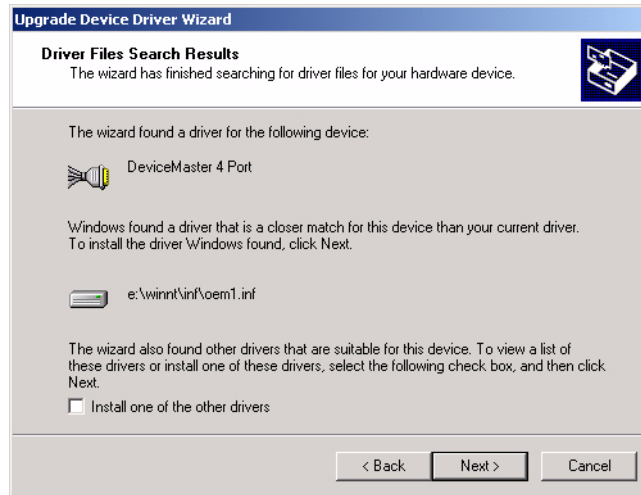 Upgrade Device Driver Wizard
Driver Files Search Results
The wizard has finished searching for driver files for your hardware device.
The wizard found a driver for the following device:
DeviceMaster 4 Port
Windows found a driver that is a closer match for this device than your current driver.
To install the driver Windows found, click Next.
e:\winnt\inf\oem1.inf
The wizard also found other drivers that are suitable for this device. To view a list of
these drivers or install one of these drivers, select the following check box, and then click
Next.
Install one of the other drivers
< Back Next > Cancel